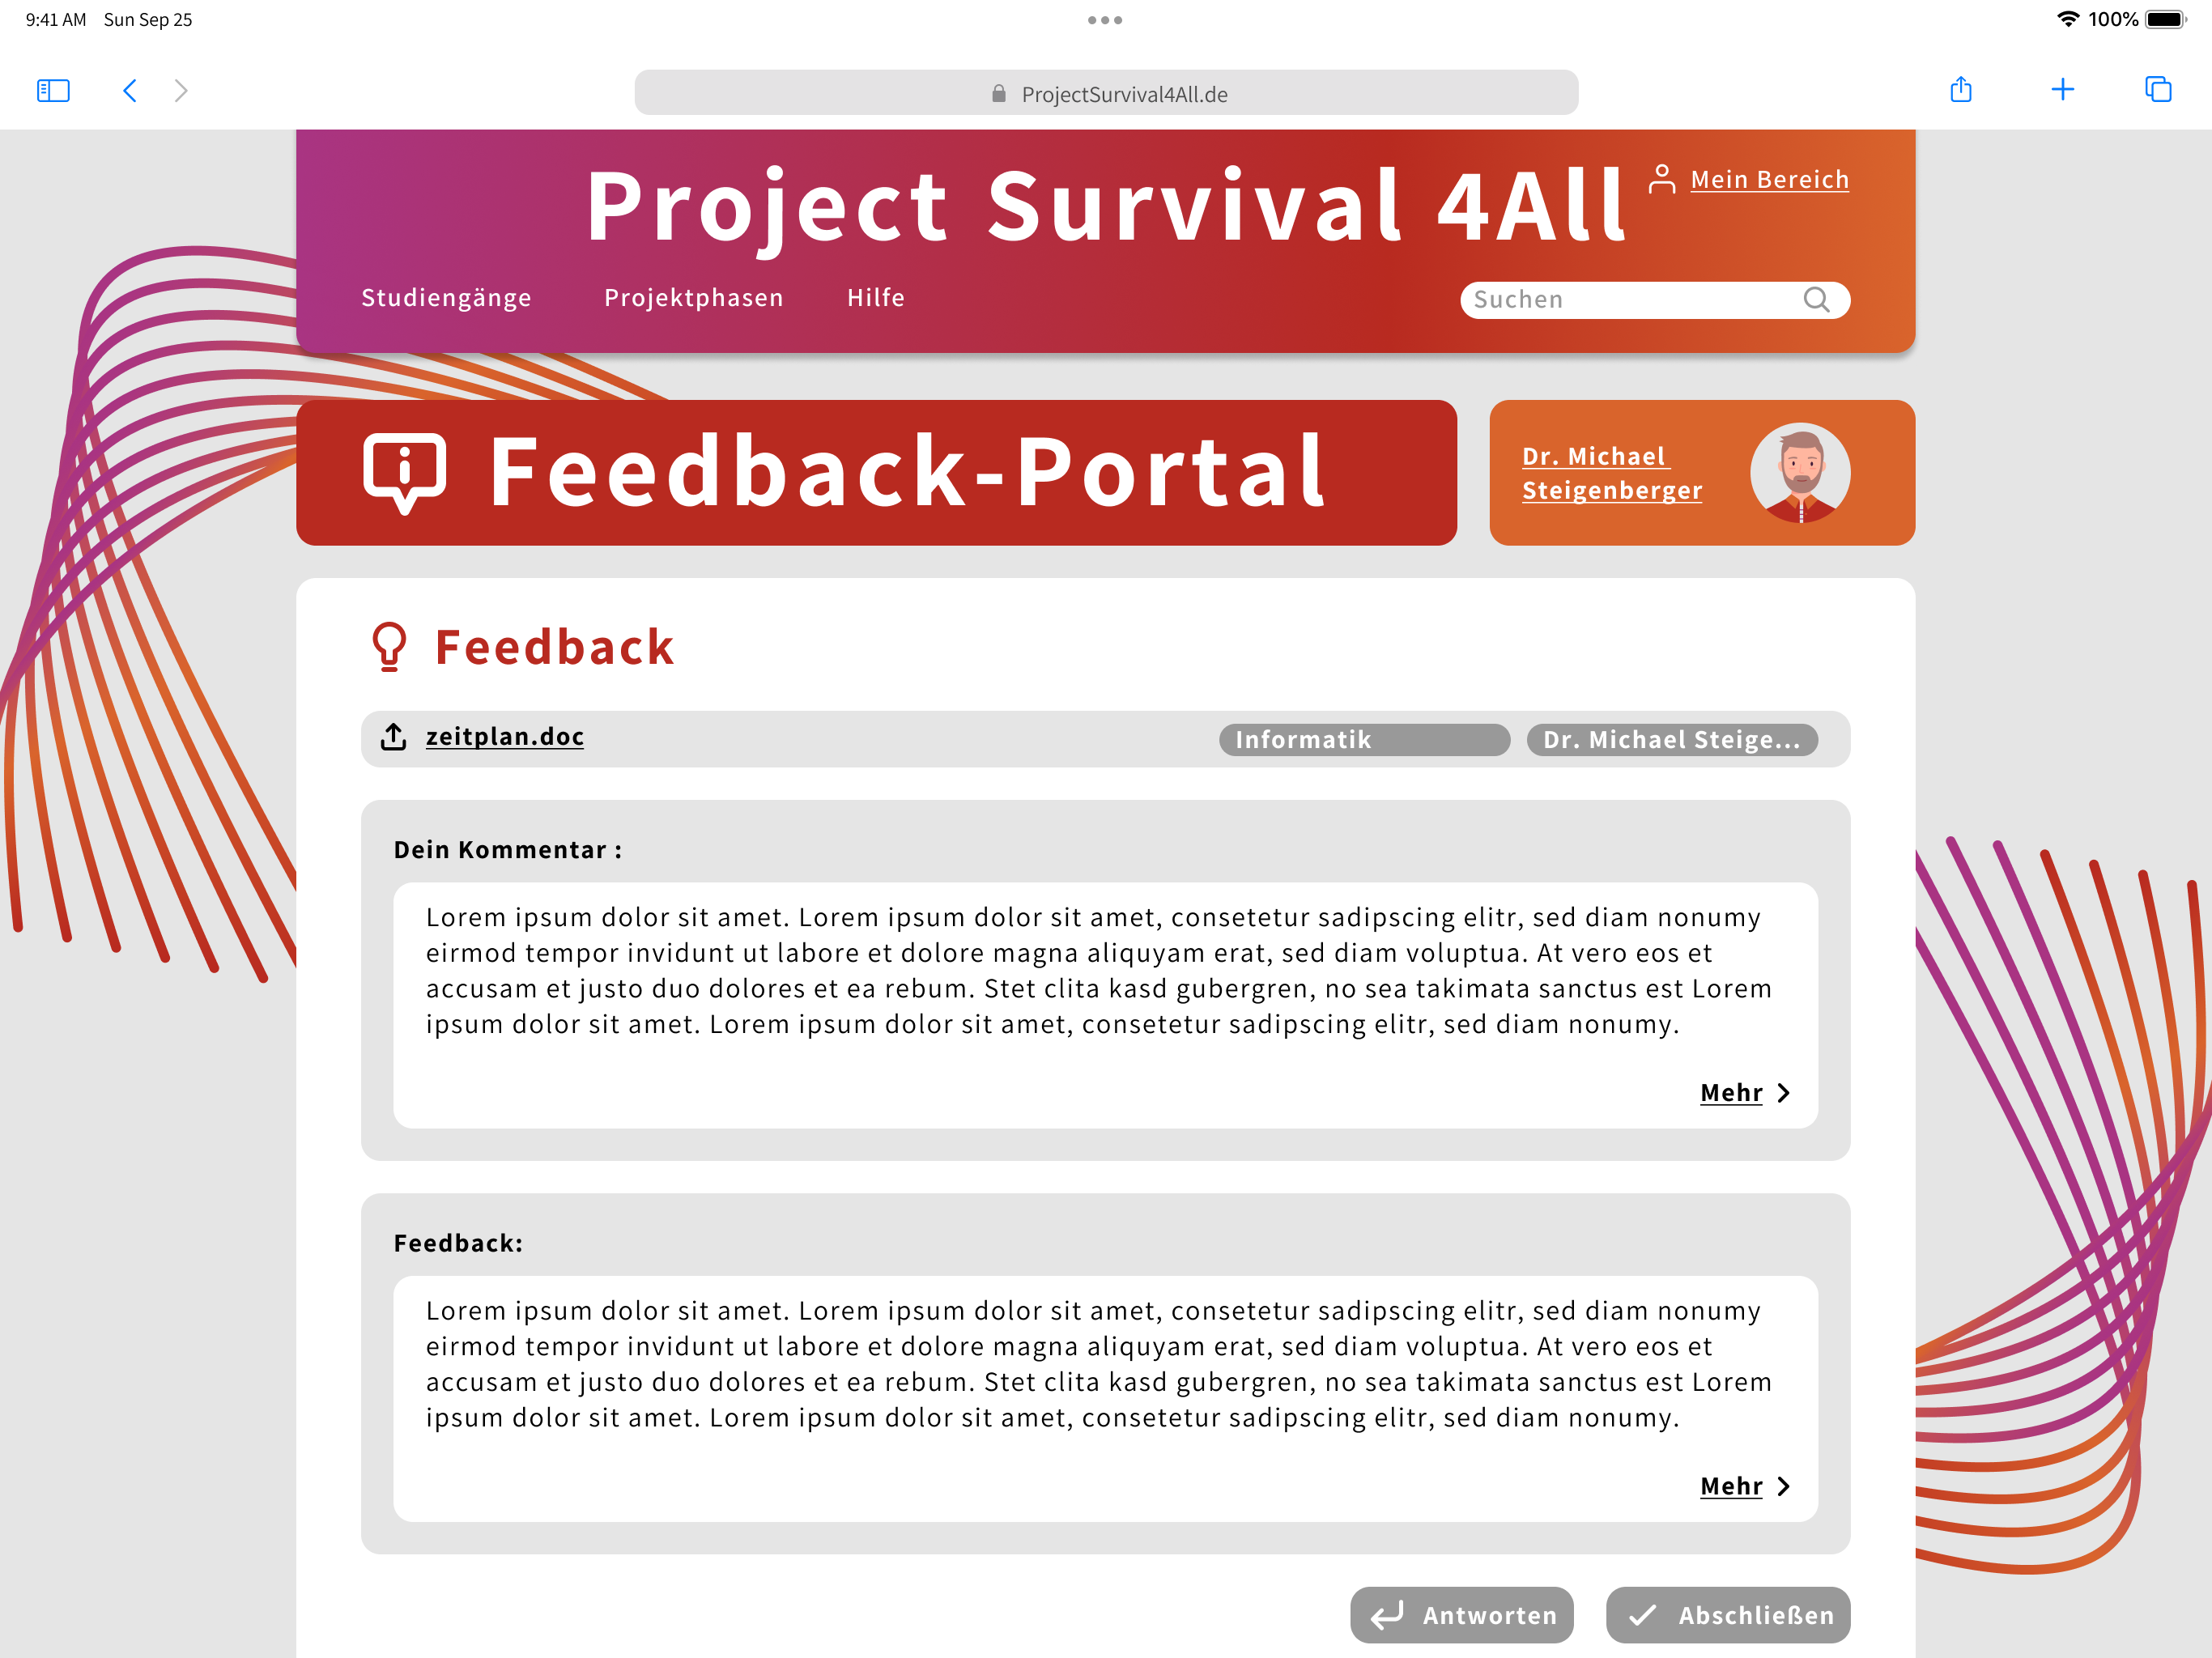 9:41 AM Sun Sep 25
100%
ProjectSurvival4All.de
Project Survival 4All
Mein Bereich
Studiengänge Projektphasen Hilfe
Suchen
Feedback-Portal
Dr. Michael
Steigenberger
Feedback
zeitplan.doc
Informatik
Dr. Michael Steige...
Dein Kommentar :
Lorem ipsum dolor sit amet. Lorem ipsum dolor sit amet, consetetur sadipscing elitr, sed diam nonumy
eirmod tempor invidunt ut labore et dolore magna aliquyam erat, sed diam voluptua. At vero eos et
accusam et justo duo dolores et ea rebum. Stet clita kasd gubergren, no sea takimata sanctus est Lorem
ipsum dolor sit amet. Lorem ipsum dolor sit amet, consetetur sadipscing elitr, sed diam nonumy.
Mehr
Feedback:
Lorem ipsum dolor sit amet. Lorem ipsum dolor sit amet, consetetur sadipscing elitr, sed diam nonumy
eirmod tempor invidunt ut labore et dolore magna aliquyam erat, sed diam voluptua. At vero eos et
accusam et justo duo dolores et ea rebum. Stet clita kasd gubergren, no sea takimata sanctus est Lorem
ipsum dolor sit amet. Lorem ipsum dolor sit amet, consetetur sadipscing elitr, sed diam nonumy.
Mehr
Antworten
Abschließen